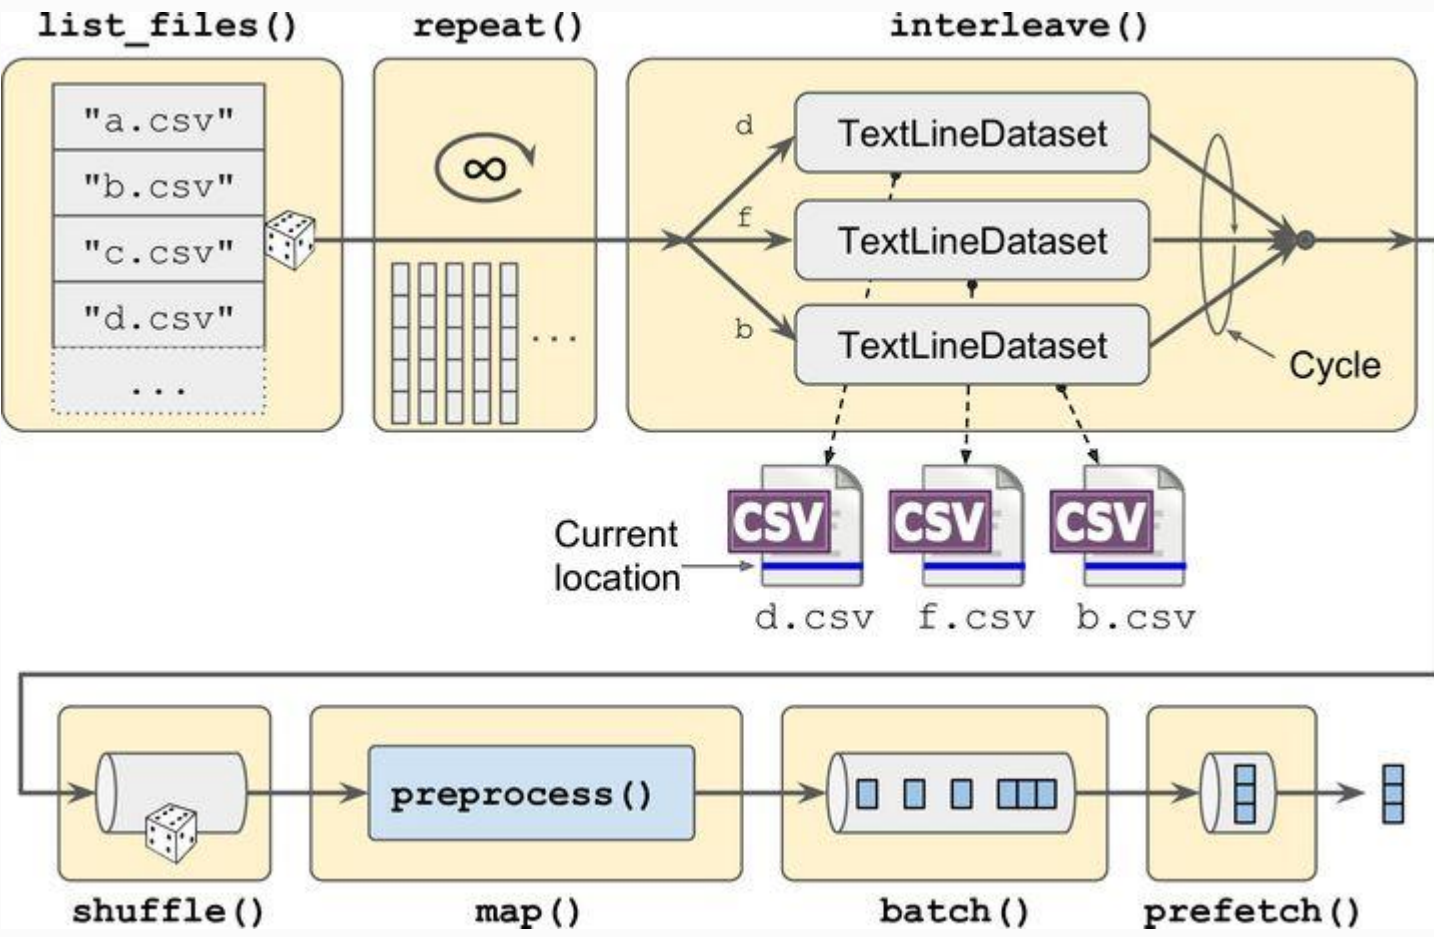 list_files()
repeat()
interleave()
"a.csv"
"b.csv"
"c.csv"
"d.csv"
...
∞
...
d
f
b
TextLineDataset
TextLineDataset
TextLineDataset
Cycle
Current
location
CSV
CSV
CSV
d.csv
f.csv
b.csv
preprocess()
shuffle()
map()
batch()
prefetch()